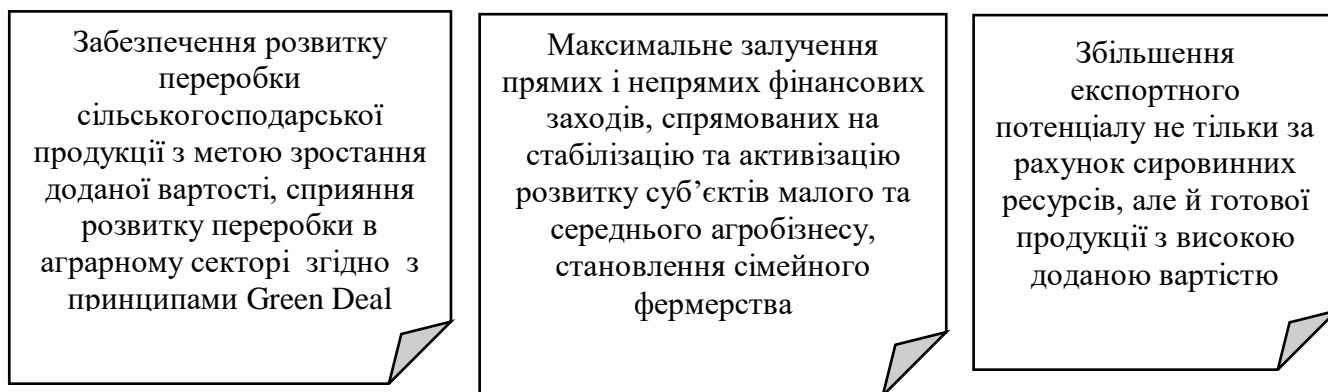 Забезпечення розвитку
переробки
сільськогосподарської
продукції з метою зростання
доданої вартості, сприяння
розвитку переробки в
аграрному секторі згідно з
принципами Green Deal
Максимальне залучення
прямих і непрямих фінансових
заходів, спрямованих на
стабілізацію та активізацію
розвитку суб’єктів малого та
середнього агробізнесу,
становлення сімейного
фермерства
Збільшення
експортного
потенціалу не тільки за
рахунок сировинних
ресурсів, але й готової
продукції з високою
доданою вартістю